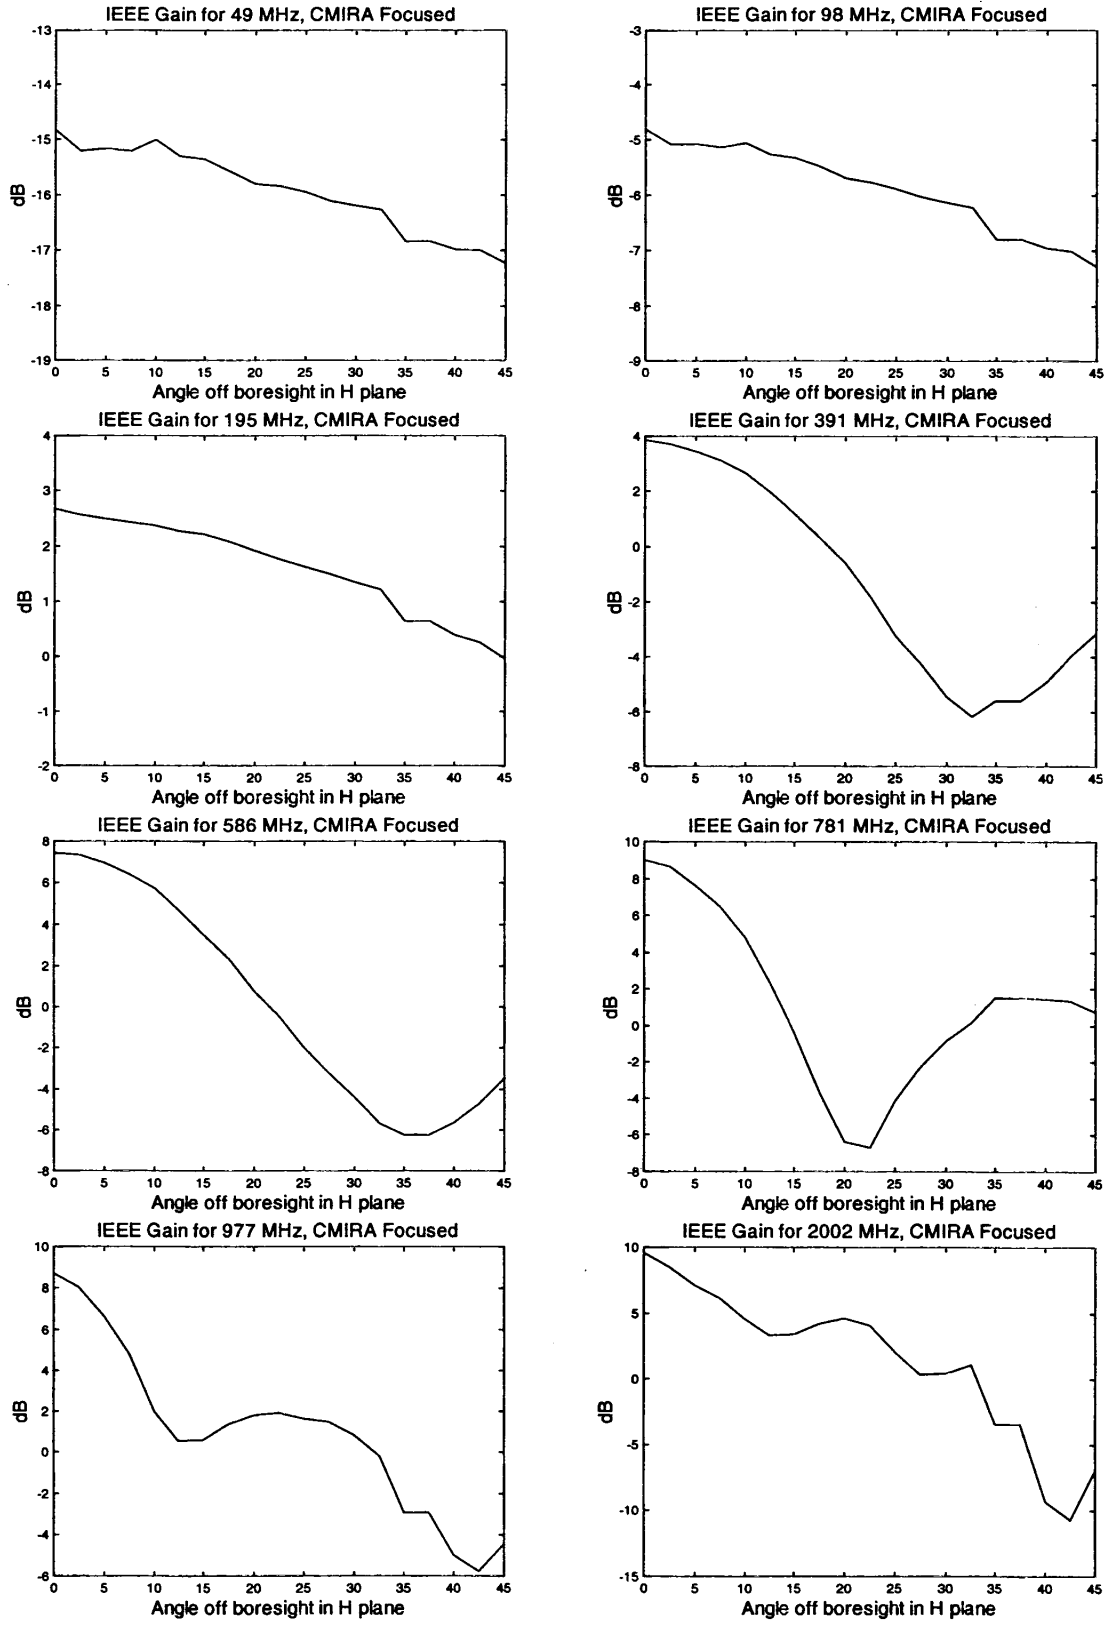 IEEE Gain for 49 MHz, CMIRA Focused
-13
-14
-15
-16
-17
-18
-19
dB
0 5 10 15 20 25 30 35 40 45
Angle off boresight in H plane
IEEE Gain for 98 MHz, CMIRA Focused
-3
-4
-5
-6
-7
-8
-9
dB
0 5 10 15 20 25 30 35 40 45
Angle off boresight in H plane
IEEE Gain for 195 MHz, CMIRA Focused
4
3
2
1
0
-1
-2
dB
0 5 10 15 20 25 30 35 40 45
Angle off boresight in H plane
IEEE Gain for 391 MHz, CMIRA Focused
4
2
0
-2
-4
-6
-8
dB
0 5 10 15 20 25 30 35 40 45
Angle off boresight in H plane
IEEE Gain for 586 MHz, CMIRA Focused
8
6
4
2
0
-2
-4
-6
-8
dB
0 5 10 15 20 25 30 35 40 45
Angle off boresight in H plane
IEEE Gain for 781 MHz, CMIRA Focused
10
8
6
4
2
0
-2
-4
-6
-8
dB
0 5 10 15 20 25 30 35 40 45
Angle off boresight in H plane
IEEE Gain for 977 MHz, CMIRA Focused
10
8
6
4
2
0
-2
-4
-6
dB
0 5 10 15 20 25 30 35 40 45
Angle off boresight in H plane
IEEE Gain for 2002 MHz, CMIRA Focused
10
5
0
-5
-10
-15
dB
0 5 10 15 20 25 30 35 40 45
Angle off boresight in H plane